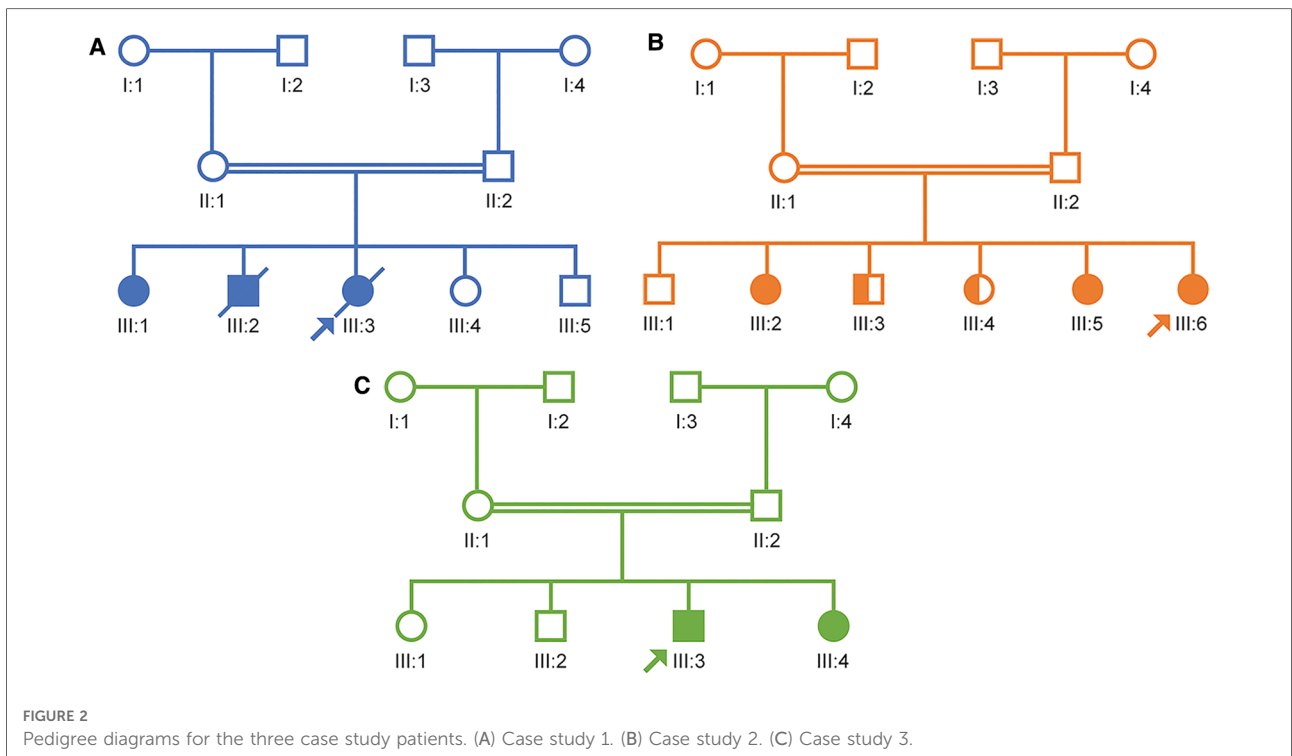 A
I:1 I:2 I:3 I:4
II:1 II:2
III:1 III:2 III:3 III:4 III:5
B
I:1 I:2 I:3 I:4
II:1 II:2
III:1 III:2 III:3 III:4 III:5 III:6
C
I:1 I:2 I:3 I:4
II:1 II:2
III:1 III:2 III:3 III:4
FIGURE 2
Pedigree diagrams for the three case study patients. (A) Case study 1. (B) Case study 2. (C) Case study 3.